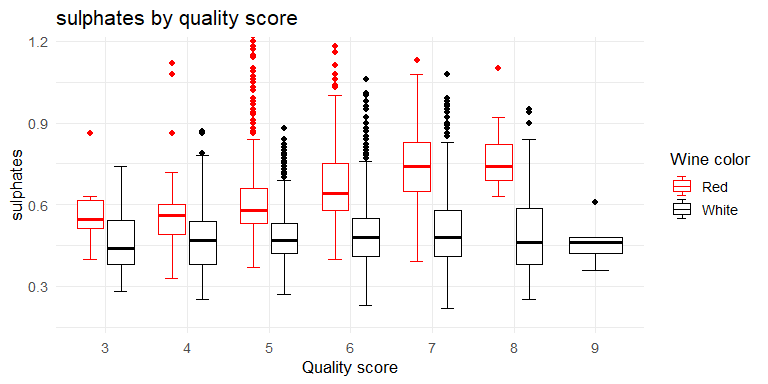 sulphates by quality score
1.2
0.9
0.6
0.3
sulphates
3 4 5 6 7 8 9
Quality score
Wine color
Red
White